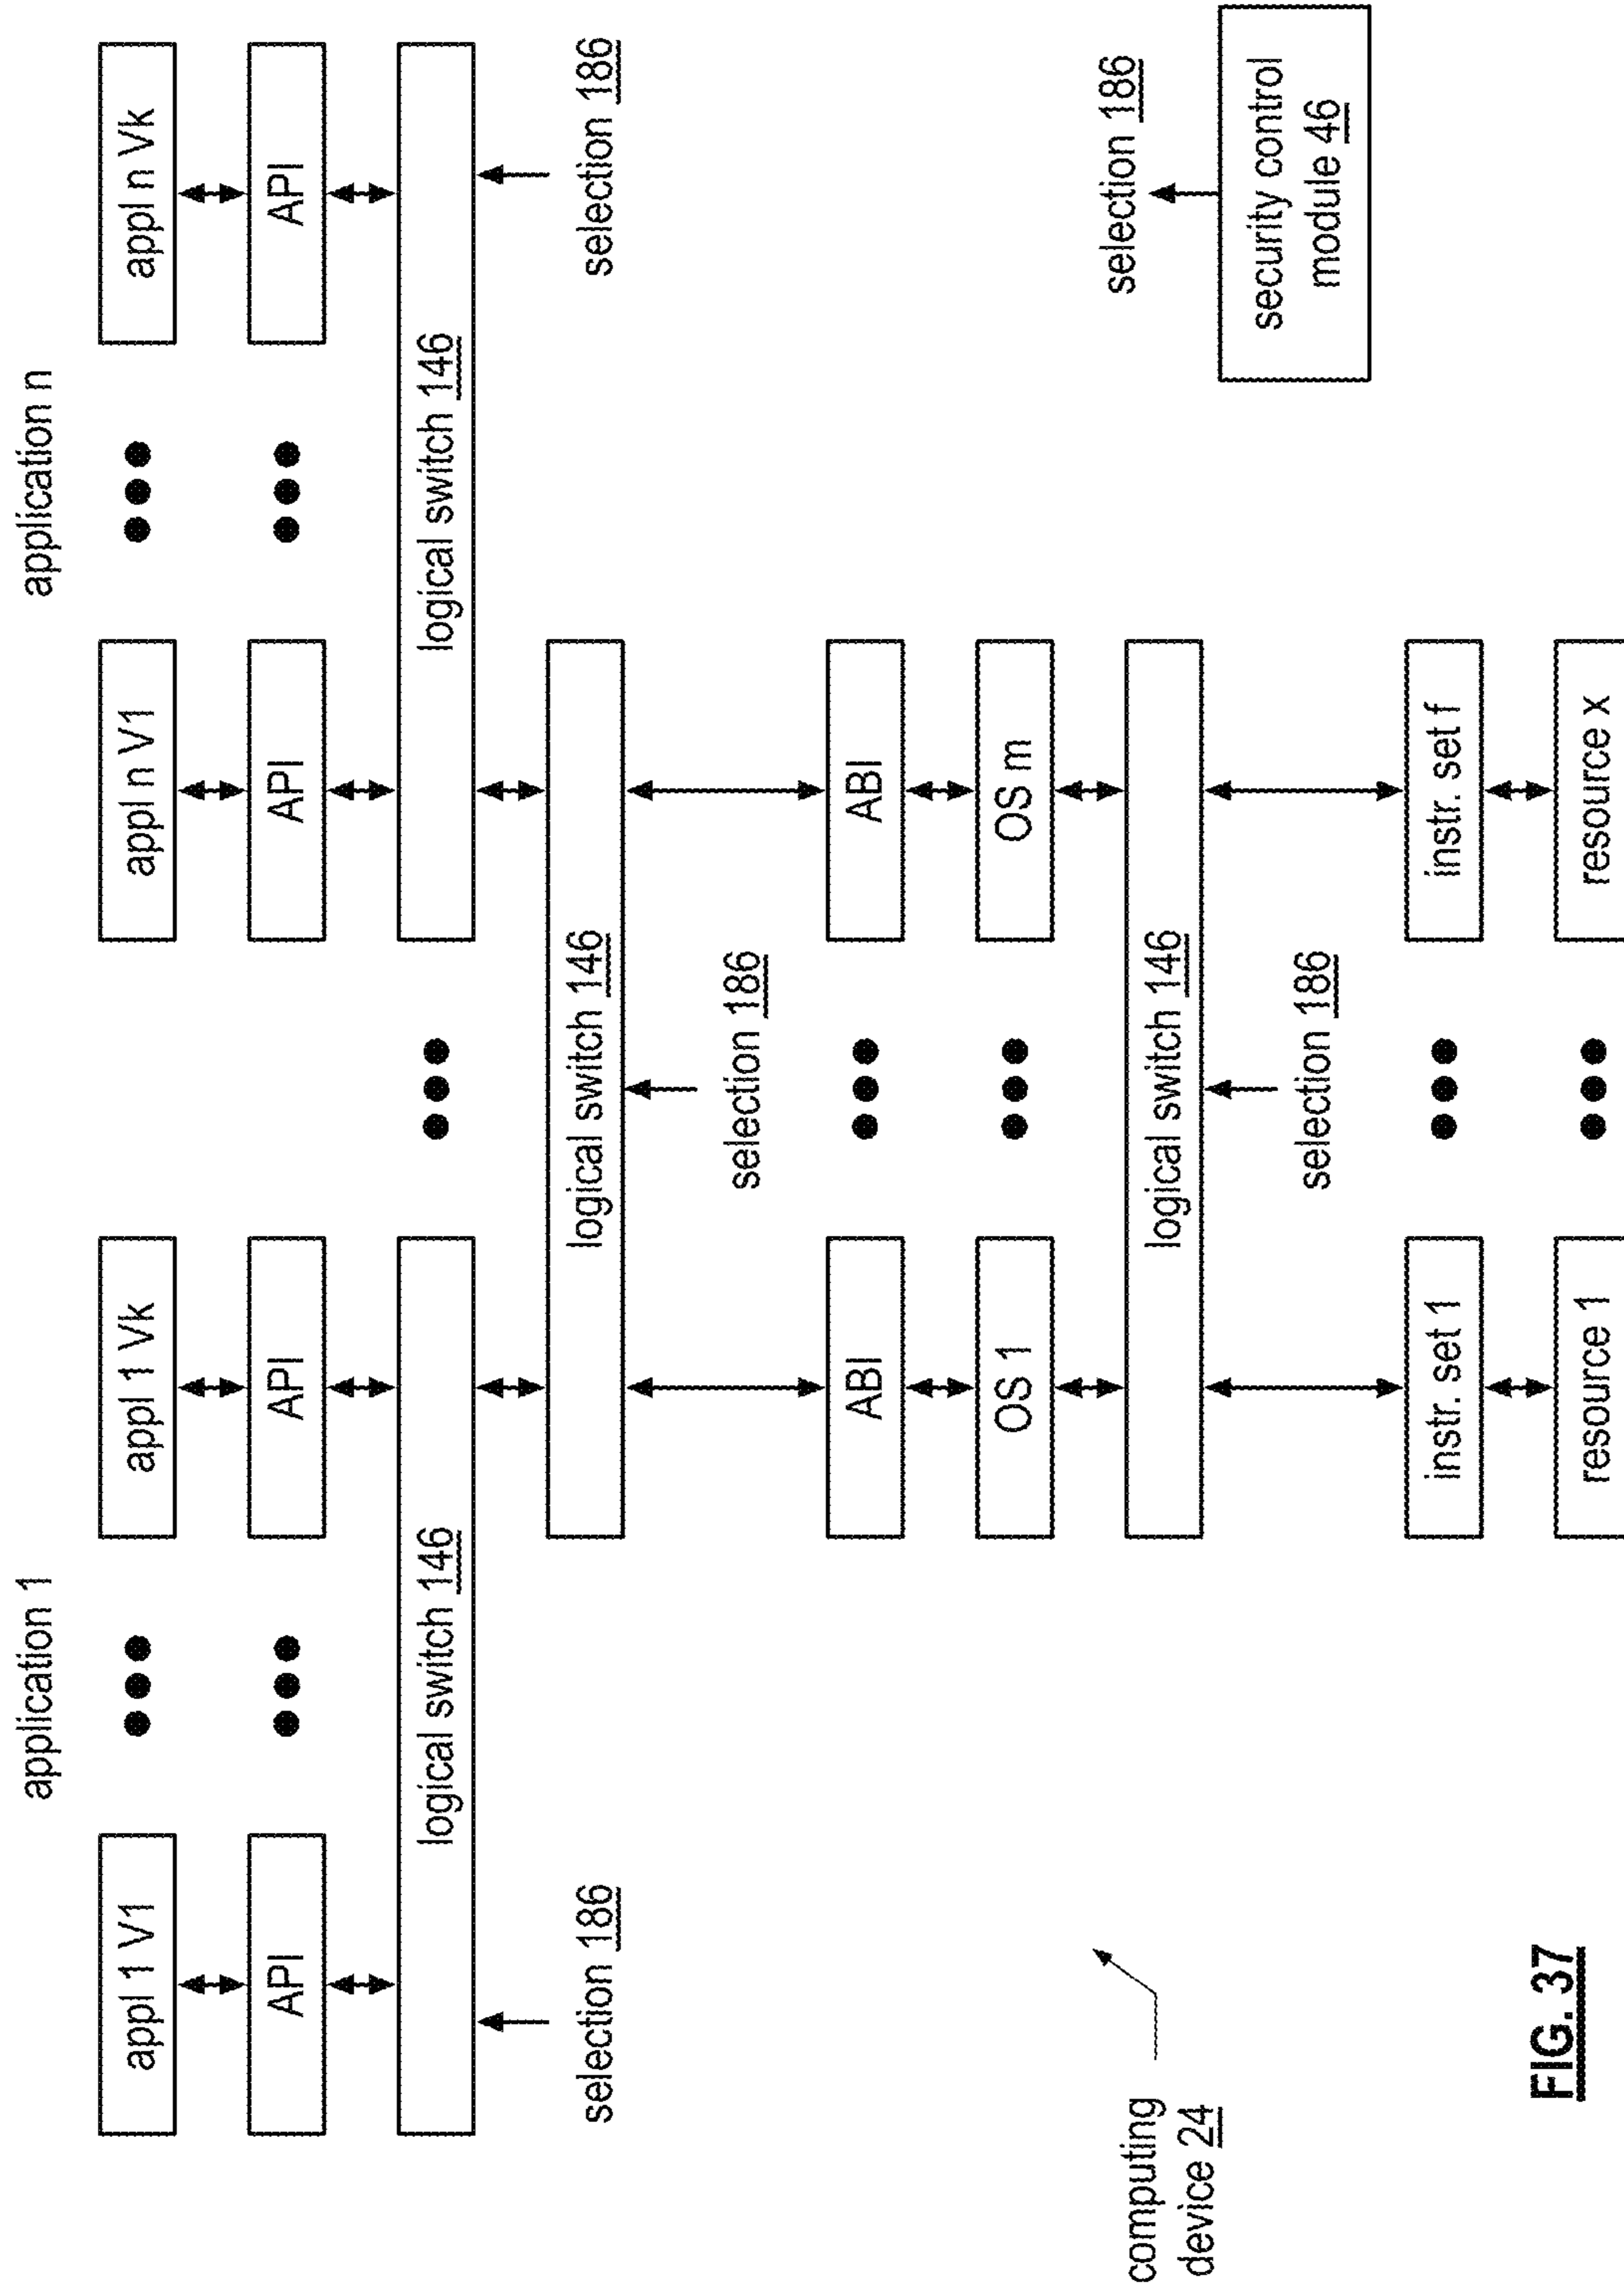 application 1
application n
appl 1 V1
appl 1 Vk
appl n V1
appl n Vk
API
API
API
API
logical switch 146
logical switch 146
selection 186
logical switch 146
selection 186
selection 186
ABI
ABI
OS 1
OS m
computing
device 24
logical switch 146
selection 186
selection 186
security control
module 46
instr. set 1
instr. set f
resource 1
resource x
FIG. 37